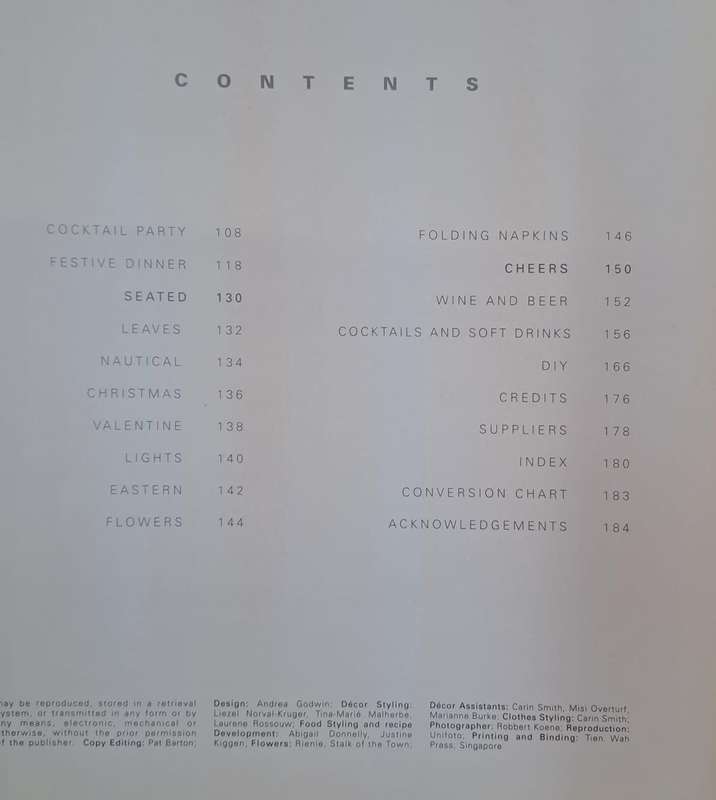 CONTENTS
COCKTAIL PARTY 108
FESTIVE DINNER 118
SEATED 130
LEAVES 132
NAUTICAL 134
CHRISTMAS 136
VALENTINE 138
LIGHTS 140
EASTERN 142
FLOWERS 144
FOLDING NAPKINS 146
CHEERS 150
WINE AND BEER 152
COCKTAILS AND SOFT DRINKS 156
DIY 166
CREDITS 176
SUPPLIERS 178
INDEX 180
CONVERSION CHART 183
ACKNOWLEDGEMENTS 184
may be reproduced, stored in a retrieval
ystem, or transmitted in any form or by
ny means, electronic, mechanical or
therwise, without the prior permission
f the publisher. Copy Editing: Pat Barton;
Design: Andrea Godwin; Décor Styling:
Liezel Norval-Kruger, Tina-Marié Malherbe,
Laurene Rossouw; Food Styling and recipe
Development: Abigail Donnelly, Justine
Kiggen; Flowers: Rienie, Stalk of the Town;
Décor Assistants: Carin Smith, Misi Overturf,
Marianne Burke; Clothes Styling: Carin Smith;
Photographer: Robbert Koene; Reproduction:
Unifoto; Printing and Binding: Tien Wah
Press, Singapore